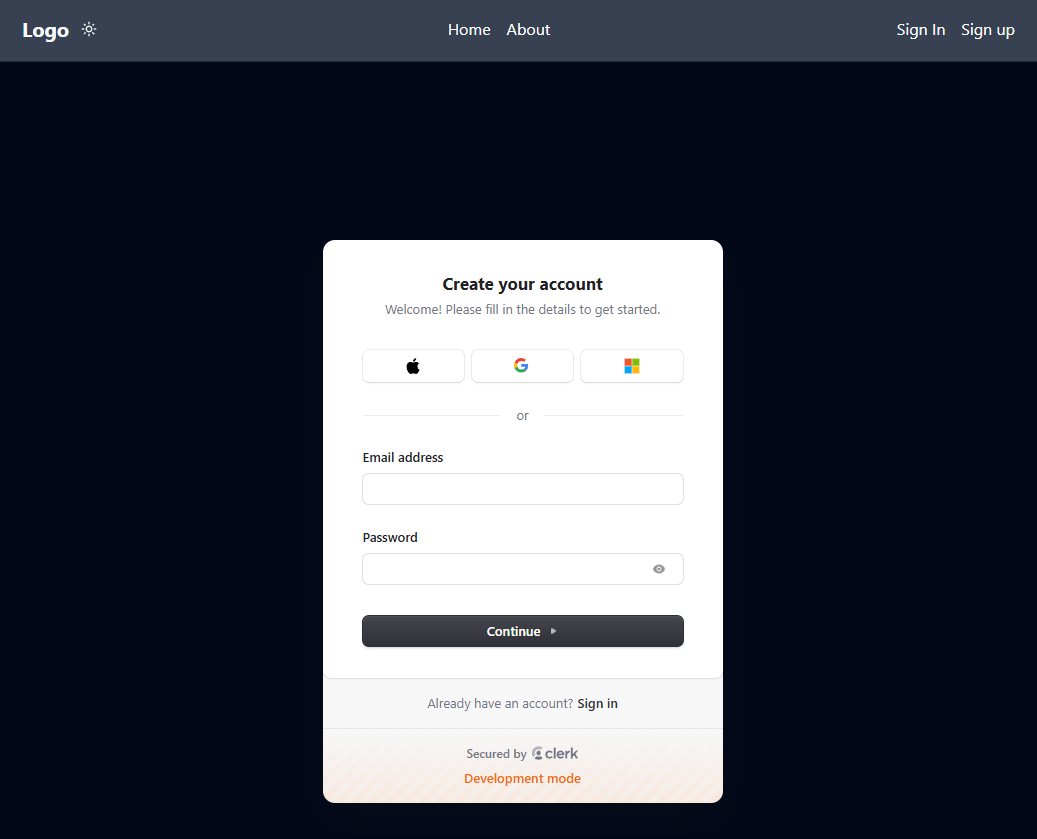 Logo Home About Sign In Sign up
Create your account
Welcome! Please fill in the details to get started.
or
Email address
Password
Continue
Already have an account? Sign in
Secured by clerk
Development mode